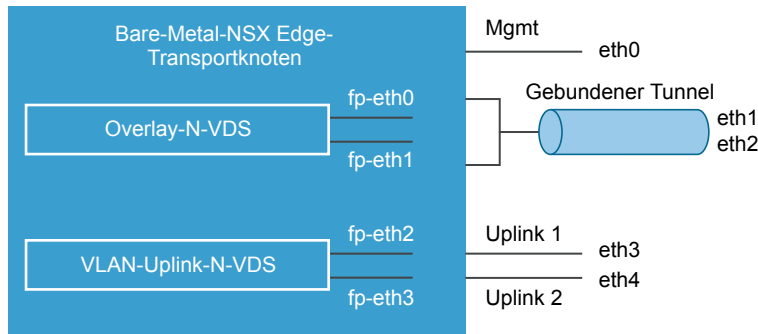 Bare-Metal-NSX Edge-
Transportknoten
Mgmt
eth0
fp-eth0
Overlay-N-VDS
fp-eth1
Gebundener Tunnel
eth1
eth2
fp-eth2
VLAN-Uplink-N-VDS
fp-eth3
Uplink 1
eth3
eth4
Uplink 2